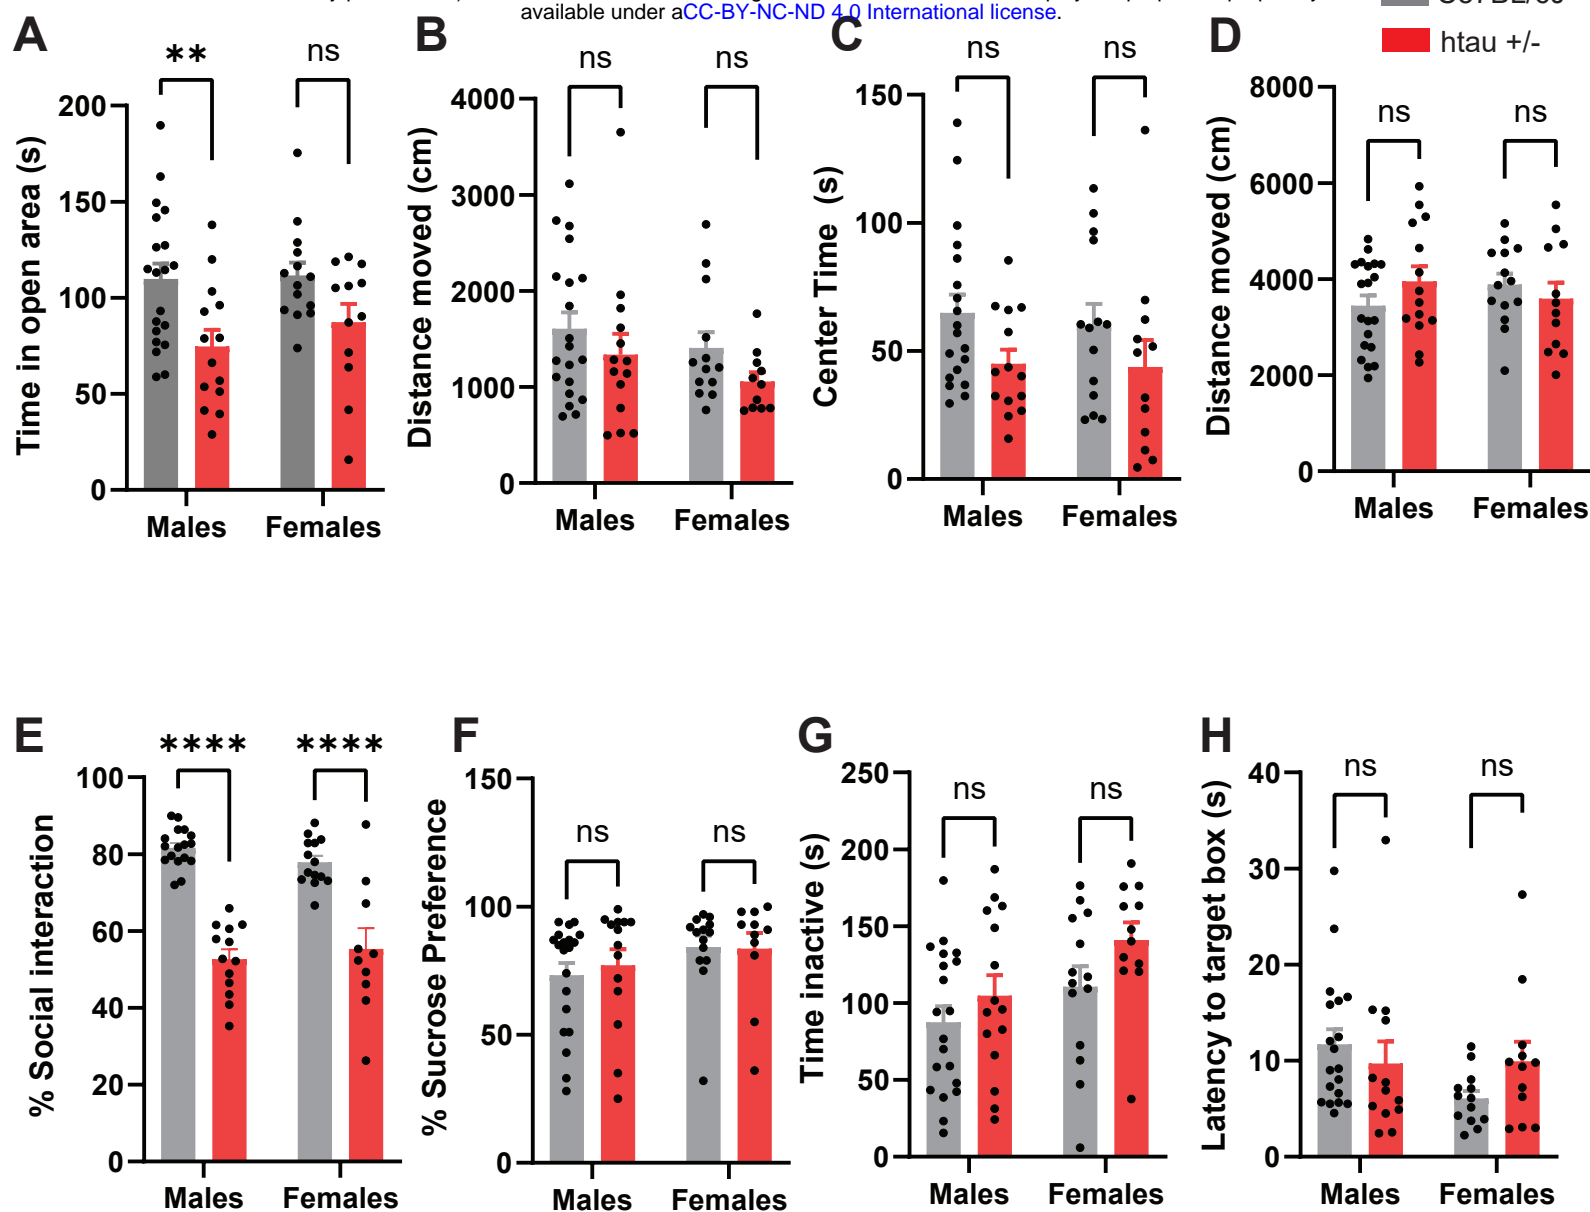 available under aCC-BY-NC-ND 4.0 International license.
htau +/-
A
**
ns
Time in open area (s)
200
150
100
50
0
Males
Females
B
ns
ns
Distance moved (cm)
4000
3000
2000
1000
0
Males
Females
C
ns
ns
Center Time (s)
150
100
50
0
Males
Females
D
ns
ns
Distance moved (cm)
8000
6000
4000
2000
0
Males
Females
E
****
****
% Social interaction
100
80
60
40
20
0
Males
Females
F
ns
ns
% Sucrose Preference
150
100
50
0
Males
Females
G
ns
ns
Time inactive (s)
250
200
150
100
50
0
Males
Females
H
ns
ns
Latency to target box (s)
40
30
20
10
0
Males
Females